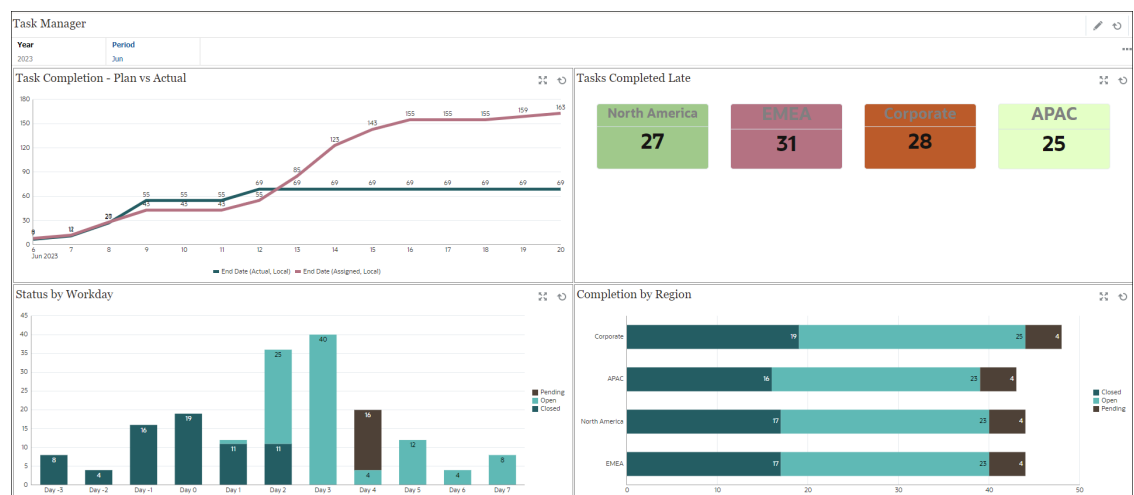 Task Manager
Year Period
2023 Jun
Task Completion - Plan vs Actual
180
150
120
90
60
30
0
12
28
55 55 55
43 43 43
69 69 69 69 69 69 69 69 69
55
85
123
143
155 155 155
159
163
6 7 8 9 10 11 12 13 14 15 16 17 18 19 20
Jun 2023
End Date (Actual, Local) End Date (Assigned, Local)
Tasks Completed Late
North America EMEA Corporate APAC
27 31 28 25
Status by Workday
45
40
35
30
25
20
15
10
5
0
8 4 16 19 11 11 25 40 16 4 12 4 8
Day -3 Day -2 Day -1 Day 0 Day 1 Day 2 Day 3 Day 4 Day 5 Day 6 Day 7
Pending
Open
Closed
Completion by Region
Corporate 19 25 4
APAC 16 23 4
North America 17 23 4
EMEA 17 23 4
0 10 20 30 40 50
Closed
Open
Pending